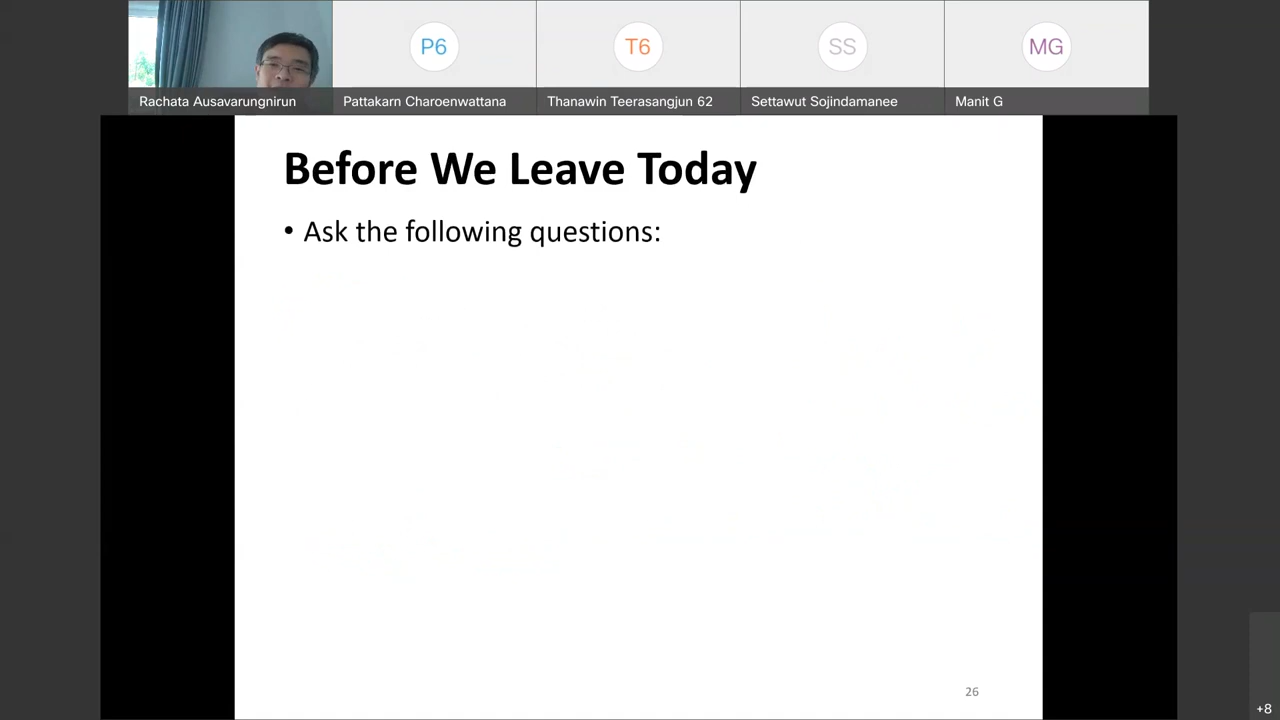 P6
T6
SS
MG
Rachata Ausavarungnirun
Pattakarn Charoenwattana
Thanawin Teerasangjun 62
Settawut Sojindamanee
Manit G
Before We Leave Today
• Ask the following questions:
26
+8